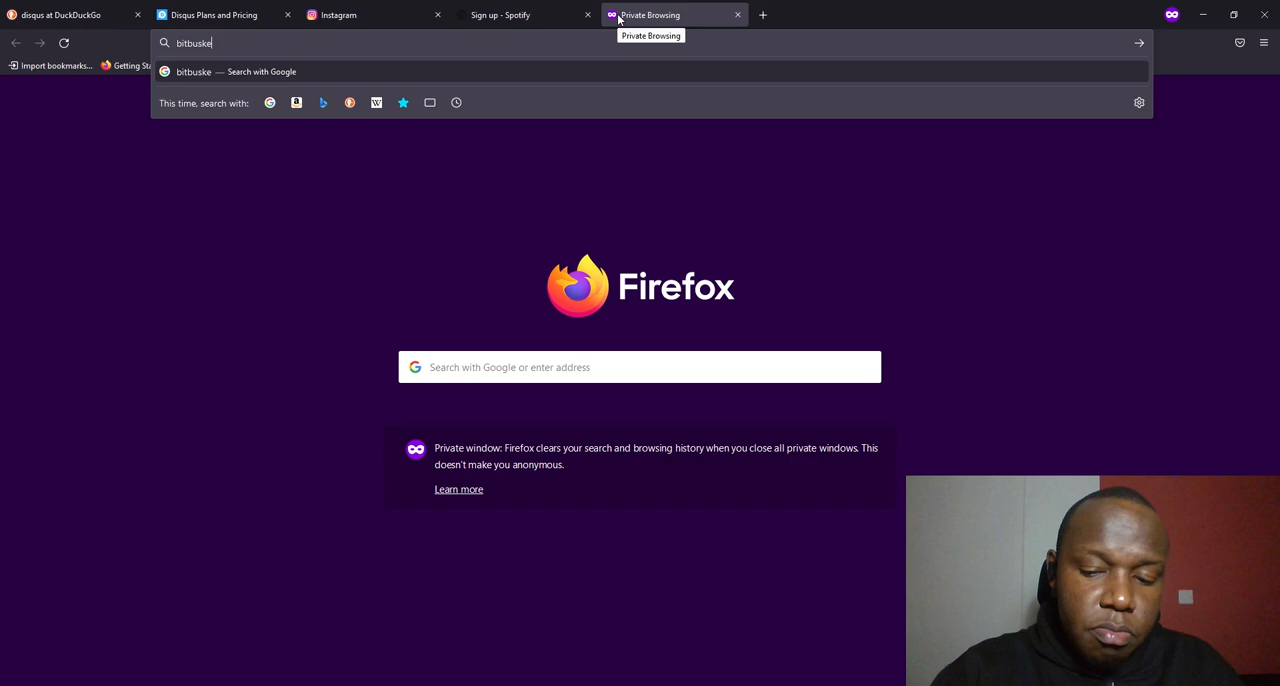 disqus at DuckDuckGo
Disqus Plans and Pricing
Instagram
Sign up - Spotify
Private Browsing
bitbuske
Private Browsing
Import bookmarks...
Getting Sta
bitbuske — Search with Google
This time, search with:
Firefox
Search with Google or enter address
Private window: Firefox clears your search and browsing history when you close all private windows. This
doesn't make you anonymous.
Learn more